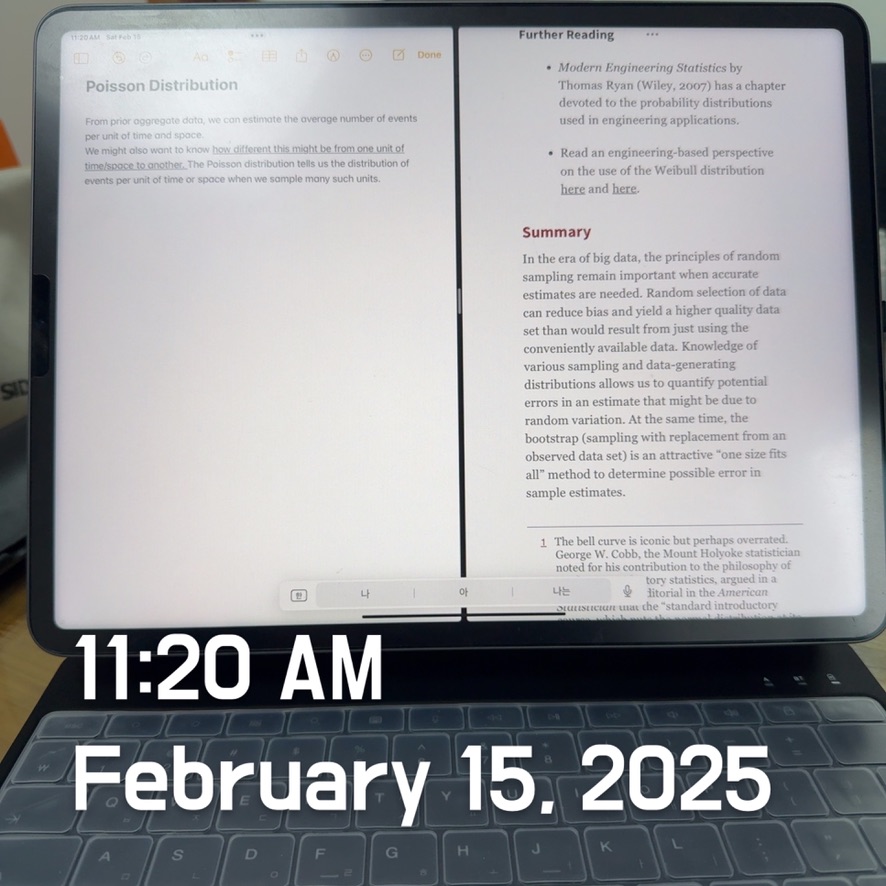 11:20 AM Sat Feb 15
Aa
Done
Poisson Distribution
From prior aggregate data, we can estimate the average number of events
per unit of time and space.
We might also want to know how different this might be from one unit of
time/space to another. The Poisson distribution tells us the distribution of
events per unit of time or space when we sample many such units.
Further Reading
• Modern Engineering Statistics by
Thomas Ryan (Wiley, 2007) has a chapter
devoted to the probability distributions
used in engineering applications.
• Read an engineering-based perspective
on the use of the Weibull distribution
here and here.
Summary
In the era of big data, the principles of random
sampling remain important when accurate
estimates are needed. Random selection of data
can reduce bias and yield a higher quality data
set than would result from just using the
conveniently available data. Knowledge of
various sampling and data-generating
distributions allows us to quantify potential
errors in an estimate that might be due to
random variation. At the same time, the
bootstrap (sampling with replacement from an
observed data set) is an attractive “one size fits
all” method to determine possible error in
sample estimates.
1 The bell curve is iconic but perhaps overrated.
George W. Cobb, the Mount Holyoke statistician
noted for his contribution to the philosophy of
tory statistics, argued in a
ditorial in the American
Statistician that the “standard introductory
한 나 아 나는
SID
11:20 AM
February 15, 2025
W Q E T Y U
7 8
A S D F G H J K L